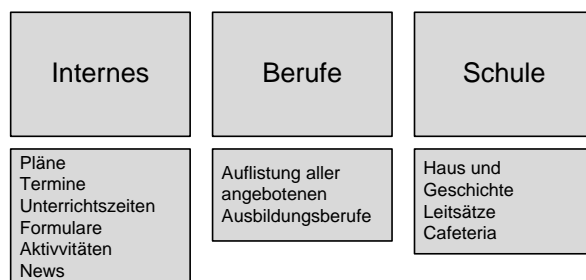 Internes
Berufe
Schule
Pläne
Termine
Unterrichtszeiten
Formulare
Aktivvitäten
News
Auflistung aller
angebotenen
Ausbildungsberufe
Haus und
Geschichte
Leitsätze
Cafeteria